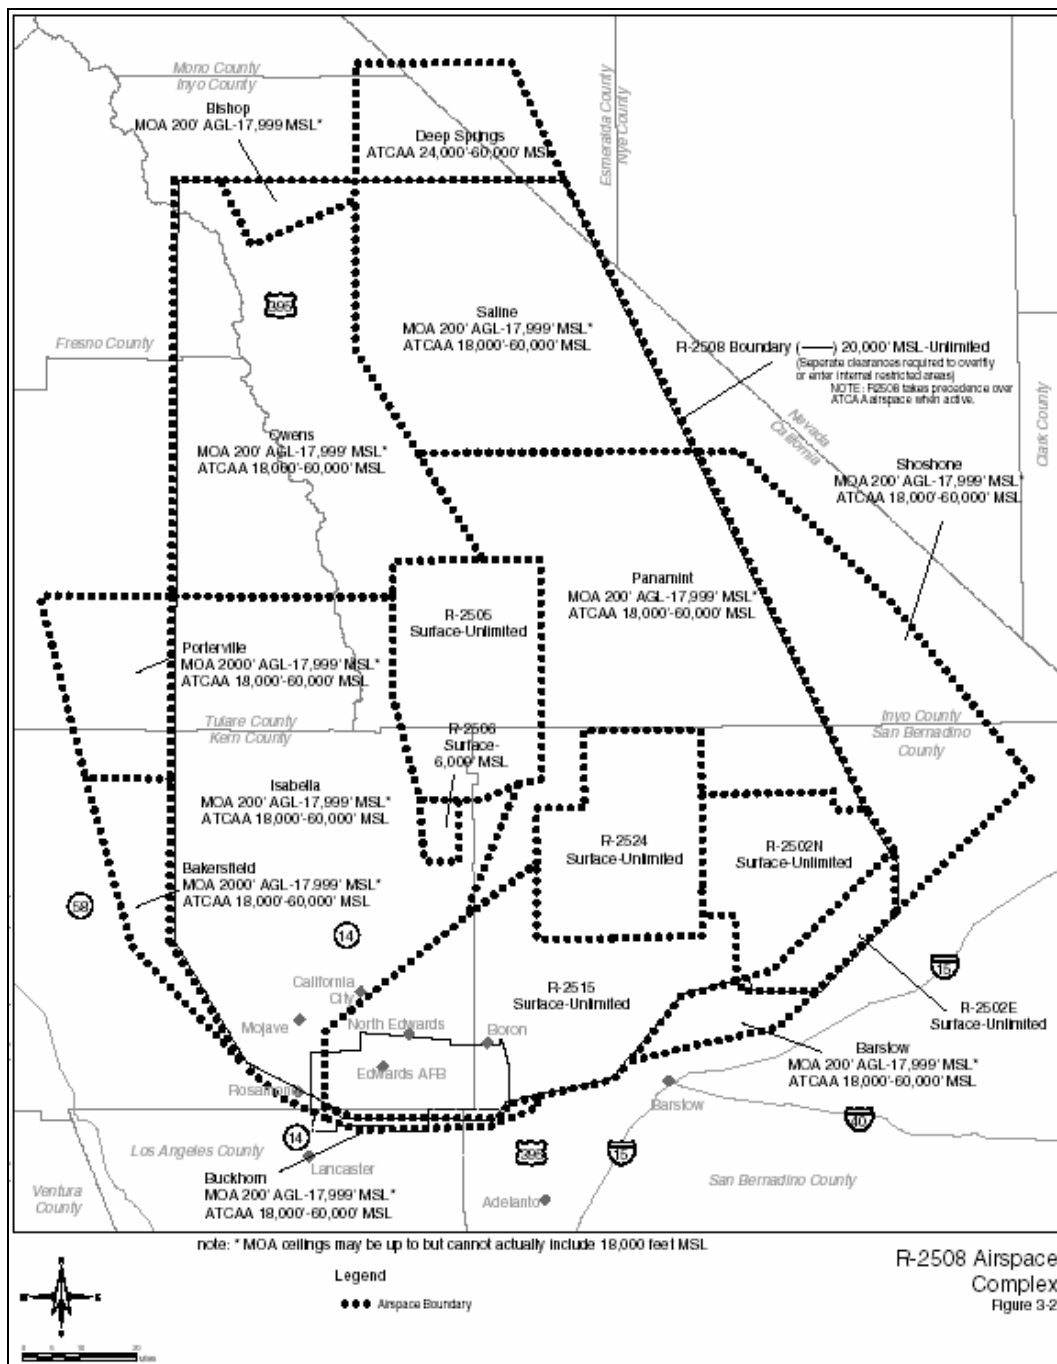 Mono County
Inyo County
Bishop
MOA 200' AGL-17,999' MSL*
Deep Springs
ATCAA 24,000'-60,000' MSL
Esmeralda County
Nye County
395
Saline
MOA 200' AGL-17,999' MSL*
ATCAA 18,000'-60,000' MSL
Fresno County
R-2508 Boundary (——) 20,000' MSL-Unlimited
(Seperate clearances required to overfly
or enter internal restricted areas)
NOTE: R2508 takes precedence over
ATCAA airspace when active.
Nevada
California
Clark County
Owens
MOA 200' AGL-17,999' MSL*
ATCAA 18,000'-60,000' MSL
Shoshone
MOA 200' AGL-17,999' MSL*
ATCAA 18,000'-60,000' MSL
Panamint
MOA 200' AGL-17,999' MSL*
ATCAA 18,000'-60,000' MSL
R-2505
Surface-Unlimited
Porterville
MOA 2000' AGL-17,999' MSL*
ATCAA 18,000'-60,000' MSL
Tulare County
Kern County
R-2506
Surface-
6,000' MSL
Inyo County
San Bernadino
County
Isabella
MOA 200' AGL-17,999' MSL*
ATCAA 18,000'-60,000' MSL
R-2524
Surface-Unlimited
R-2502N
Surface-Unlimited
Bakersfield
MOA 2000' AGL-17,999' MSL*
ATCAA 18,000'-60,000' MSL
58
14
15
California
City
R-2515
Surface-Unlimited
R-2502E
Surface-Unlimited
Mojave
North Edwards
Boron
Edwards AFB
Rosamond
Barstow
MOA 200' AGL-17,999' MSL*
ATCAA 18,000'-60,000' MSL
Barstow
40
14
395
15
Los Angeles County
Lancaster
Ventura
County
Buckhorn
MOA 200' AGL-17,999' MSL*
ATCAA 18,000'-60,000' MSL
Adelanto
San Bernadino County
note: * MOA ceilings may be up to but cannot actually include 18,000 feet MSL
R-2508 Airspace
Complex
Figure 3-2
Legend
Airspace Boundary
0 5 10 20
Miles